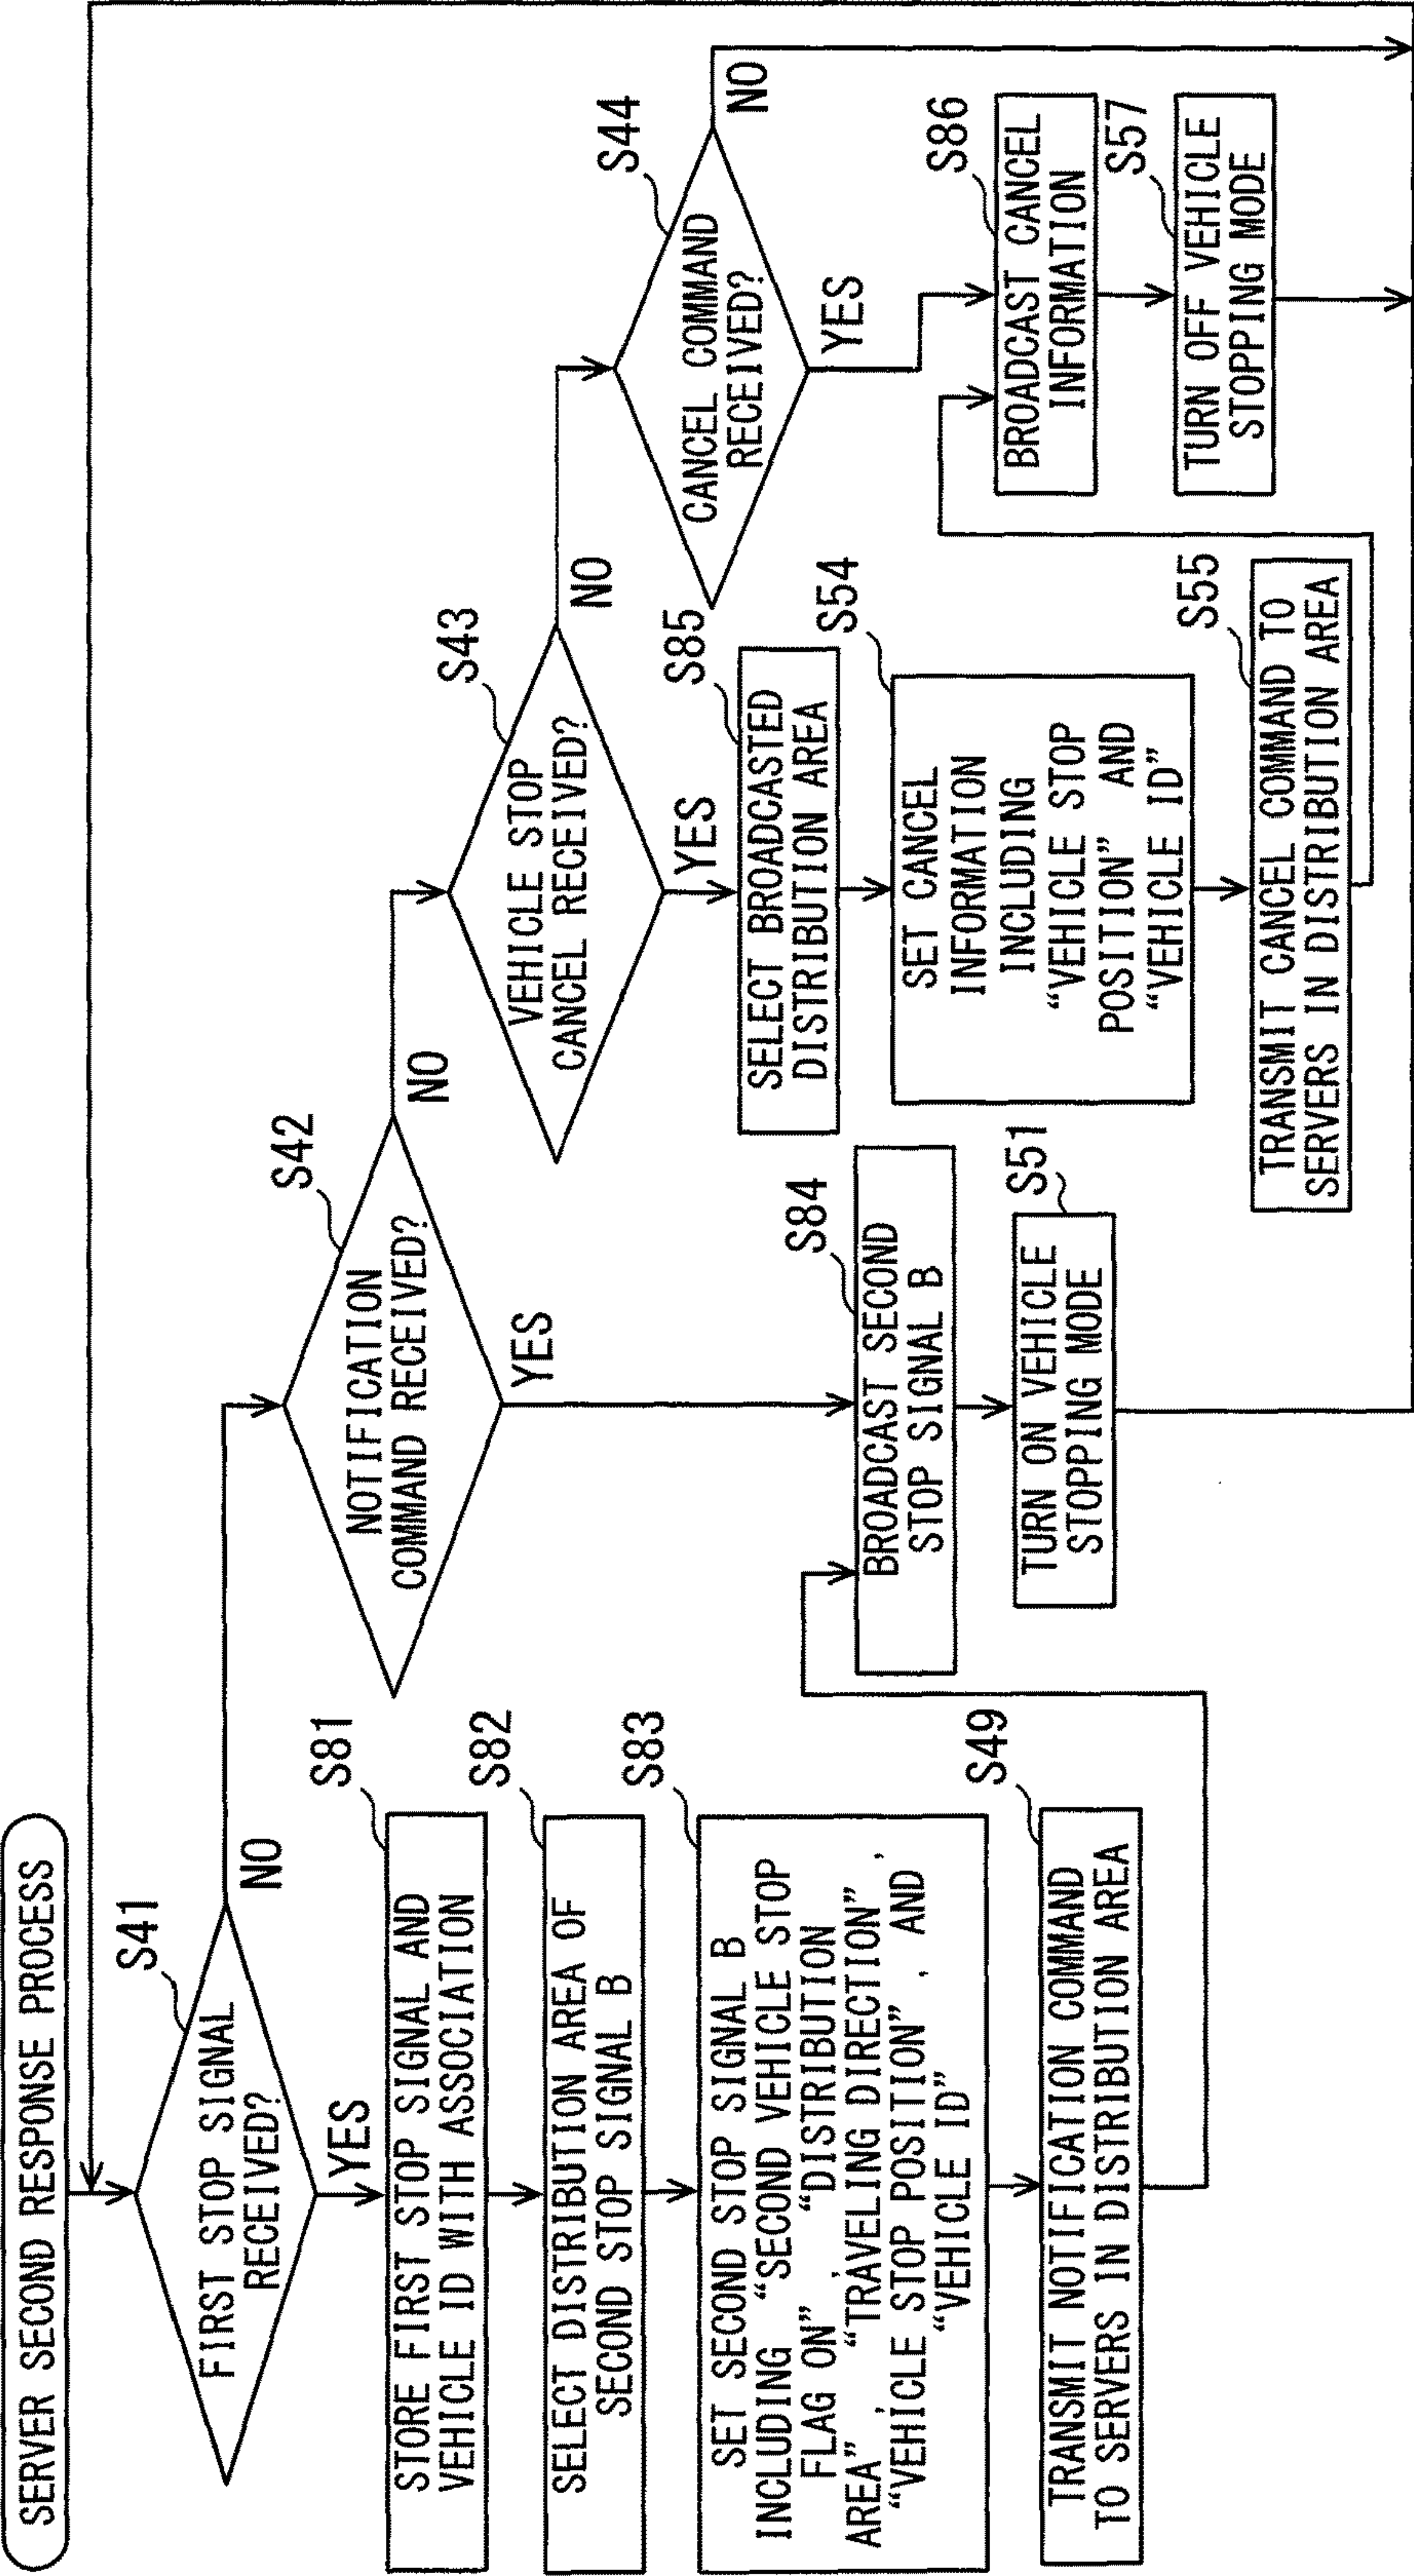 SERVER SECOND RESPONSE PROCESS
S41
FIRST STOP SIGNAL
RECEIVED?
NO
YES
S81
STORE FIRST STOP SIGNAL AND
VEHICLE ID WITH ASSOCIATION
S82
SELECT DISTRIBUTION AREA OF
SECOND STOP SIGNAL B
S83
SET SECOND STOP SIGNAL B
INCLUDING "SECOND VEHICLE STOP
FLAG ON", "DISTRIBUTION
AREA", "TRAVELING DIRECTION",
"VEHICLE STOP POSITION", AND
"VEHICLE ID"
S49
TRANSMIT NOTIFICATION COMMAND
TO SERVERS IN DISTRIBUTION AREA
S42
NOTIFICATION
COMMAND RECEIVED?
NO
YES
S84
BROADCAST SECOND
STOP SIGNAL B
S51
TURN ON VEHICLE
STOPPING MODE
S43
VEHICLE STOP
CANCEL RECEIVED?
NO
YES
S85
SELECT BROADCASTED
DISTRIBUTION AREA
S54
SET CANCEL
INFORMATION
INCLUDING
"VEHICLE STOP
POSITION" AND
"VEHICLE ID"
S55
TRANSMIT CANCEL COMMAND TO
SERVERS IN DISTRIBUTION AREA
S44
CANCEL COMMAND
RECEIVED?
NO
YES
S86
BROADCAST CANCEL
INFORMATION
S57
TURN OFF VEHICLE
STOPPING MODE